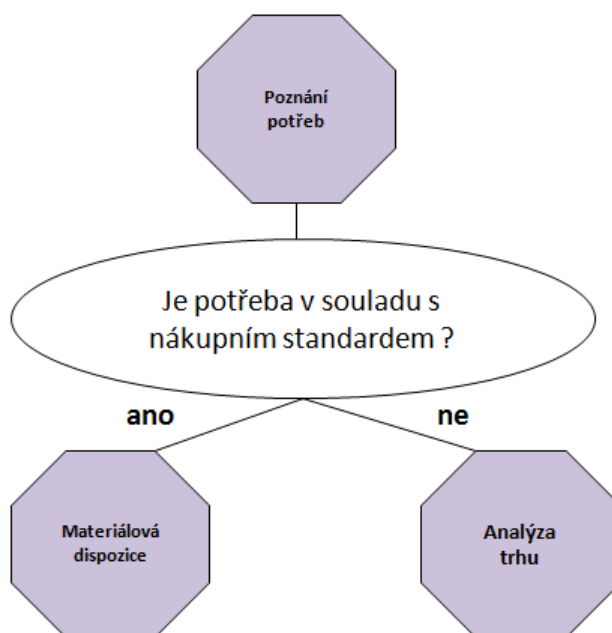 Poznání
potřeb
Je potřeba v souladu s
nákupním standardem ?
ano
ne
Materiálová
dispozice
Analýza
trhu